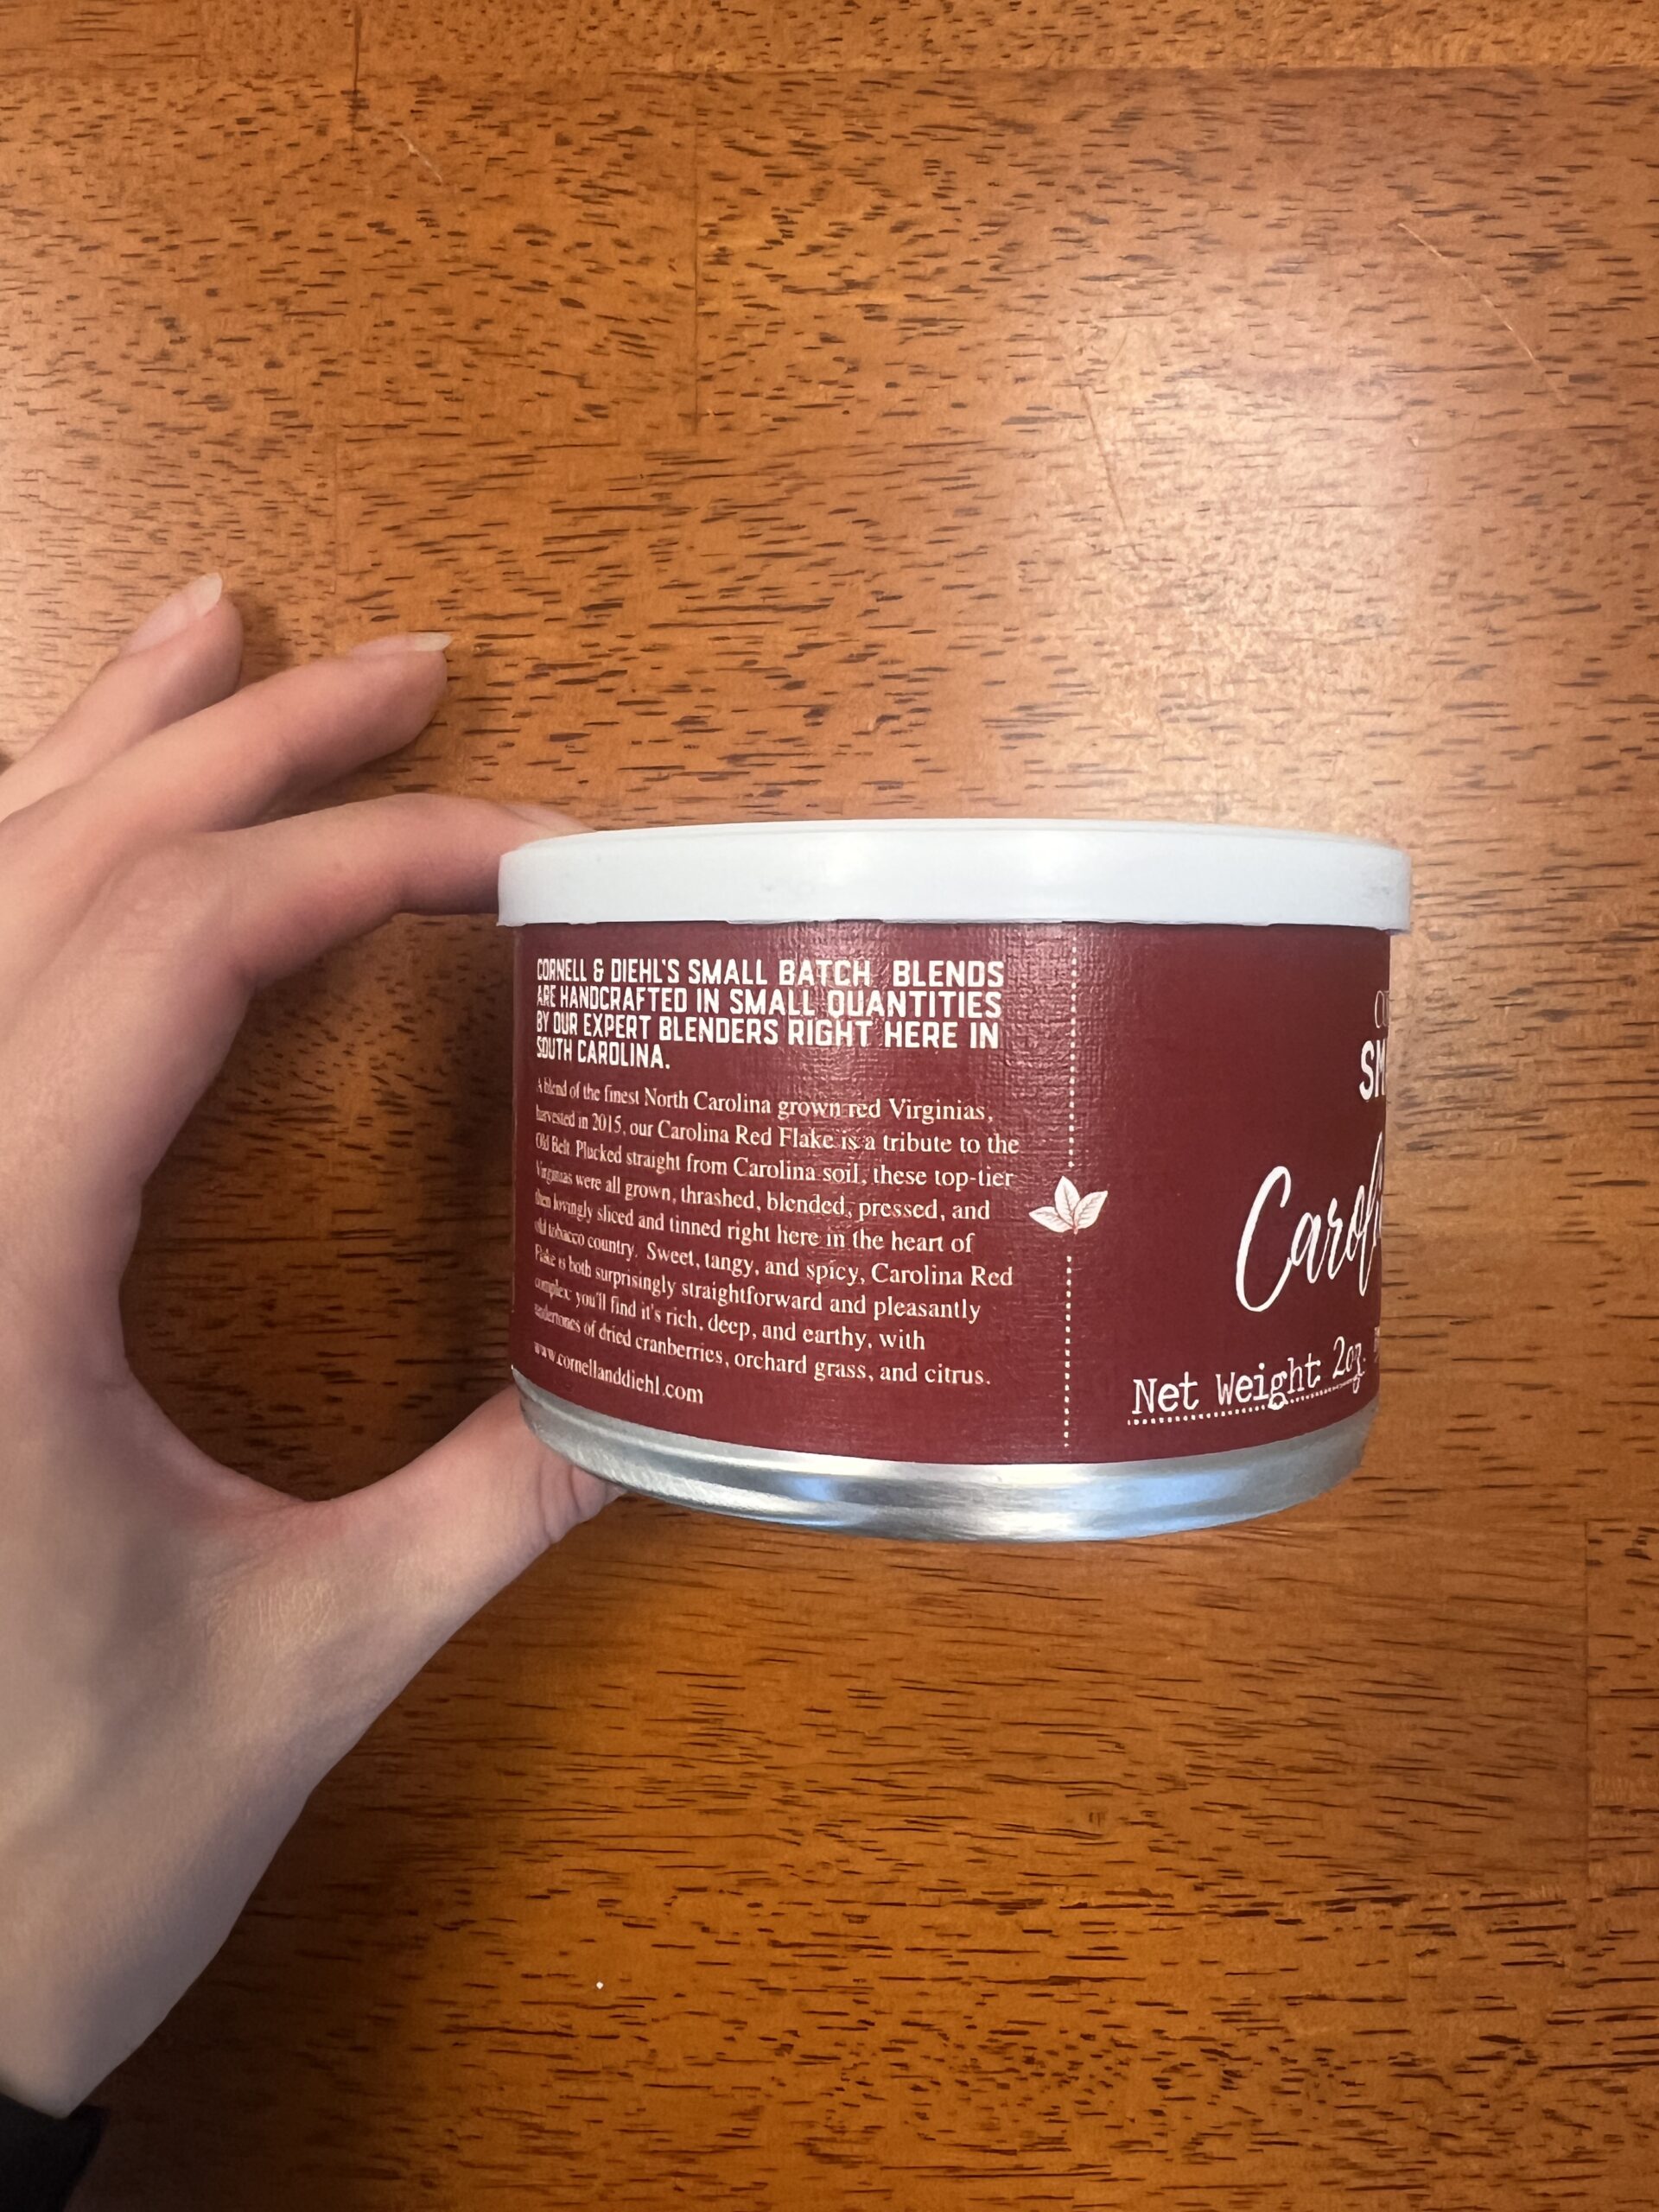 CORNELL & DIEHL'S SMALL BATCH BLENDS
ARE HANDCRAFTED IN SMALL QUANTITIES
BY OUR EXPERT BLENDERS RIGHT HERE IN
SOUTH CAROLINA.
A blend of the finest North Carolina grown red Virginias,
harvested in 2015, our Carolina Red Flake is a tribute to the
Old Belt. Plucked straight from Carolina soil, these top-tier
Virginias were all grown, thrashed, blended, pressed, and
then lovingly sliced and tinned right here in the heart of
old tobacco country. Sweet, tangy, and spicy, Carolina Red
Flake is both surprisingly straightforward and pleasantly
complex: you'll find it's rich, deep, and earthy, with
undertones of dried cranberries, orchard grass, and citrus.
www.cornellanddiehl.com
SM
Caroli
Net Weight 2oz.